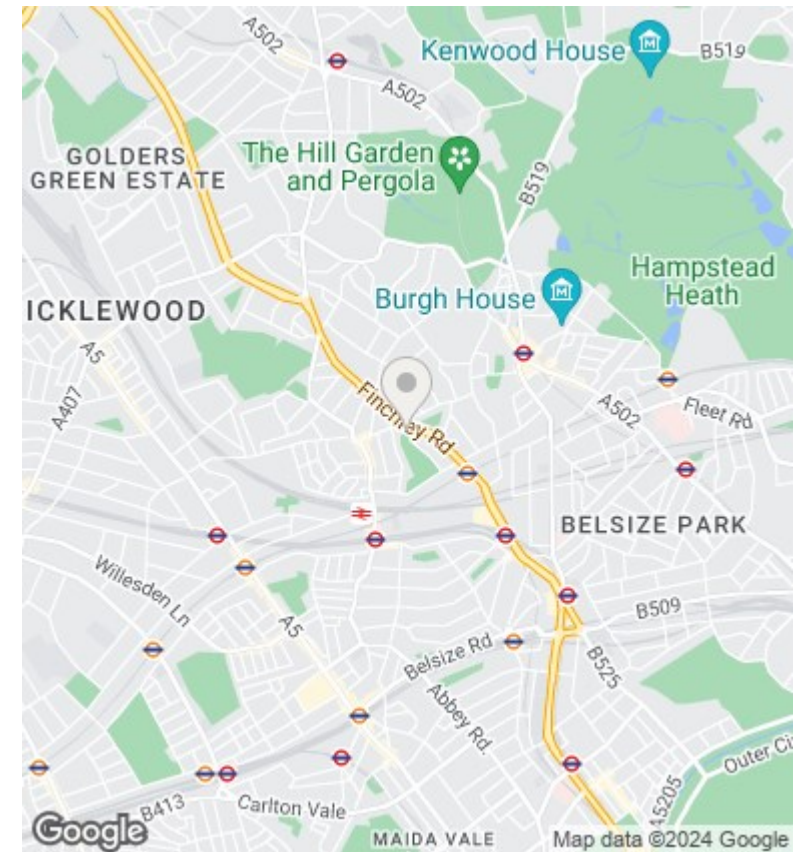 A502
Kenwood House
B519
A502
GOLDERS
GREEN ESTATE
The Hill Garden
and Pergola
B519
Hampstead
Heath
ICKLEWOOD
Burgh House
A5
A407
A502
Fleet Rd
Finchley Rd
BELSIZE PARK
Willesden Ln
A5
B509
Belsize Rd
B525
Abbey Rd.
Outer Ci
A5205
B413
Carlton Vale
Google
MAIDA VALE
Map data ©2024 Google